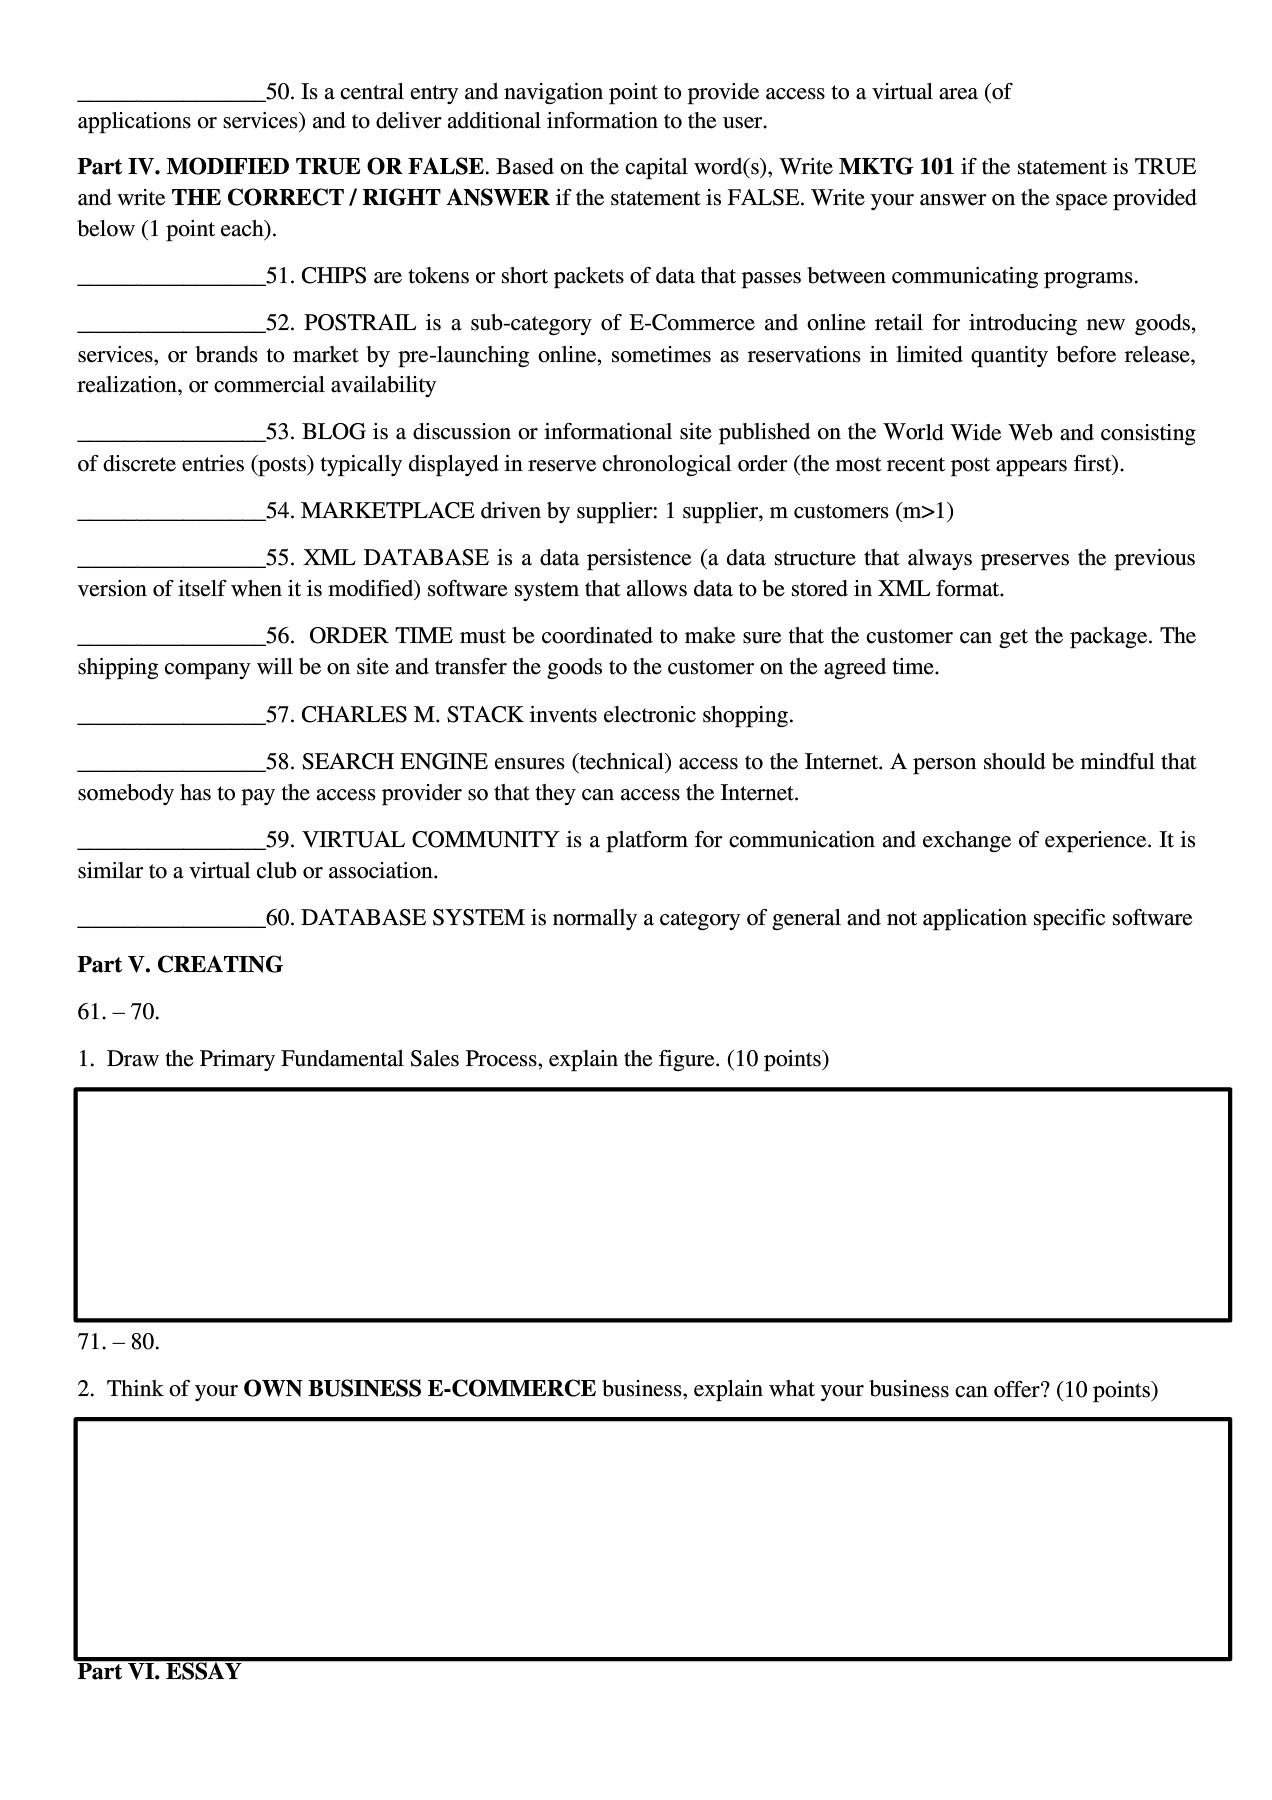 ________________50. Is a central entry and navigation point to provide access to a virtual area (of
applications or services) and to deliver additional information to the user.
Part IV. MODIFIED TRUE OR FALSE. Based on the capital word(s), Write MKTG 101 if the statement is TRUE
and write THE CORRECT / RIGHT ANSWER if the statement is FALSE. Write your answer on the space provided
below (1 point each).
________________51. CHIPS are tokens or short packets of data that passes between communicating programs.
________________52. POSTRAIL is a sub-category of E-Commerce and online retail for introducing new goods,
services, or brands to market by pre-launching online, sometimes as reservations in limited quantity before release,
realization, or commercial availability
________________53. BLOG is a discussion or informational site published on the World Wide Web and consisting
of discrete entries (posts) typically displayed in reserve chronological order (the most recent post appears first).
________________54. MARKETPLACE driven by supplier: 1 supplier, m customers (m>1)
________________55. XML DATABASE is a data persistence (a data structure that always preserves the previous
version of itself when it is modified) software system that allows data to be stored in XML format.
________________56. ORDER TIME must be coordinated to make sure that the customer can get the package. The
shipping company will be on site and transfer the goods to the customer on the agreed time.
________________57. CHARLES M. STACK invents electronic shopping.
________________58. SEARCH ENGINE ensures (technical) access to the Internet. A person should be mindful that
somebody has to pay the access provider so that they can access the Internet.
________________59. VIRTUAL COMMUNITY is a platform for communication and exchange of experience. It is
similar to a virtual club or association.
________________60. DATABASE SYSTEM is normally a category of general and not application specific software
Part V. CREATING
61. – 70.
1. Draw the Primary Fundamental Sales Process, explain the figure. (10 points)
71. – 80.
2. Think of your OWN BUSINESS E-COMMERCE business, explain what your business can offer? (10 points)
Part VI. ESSAY